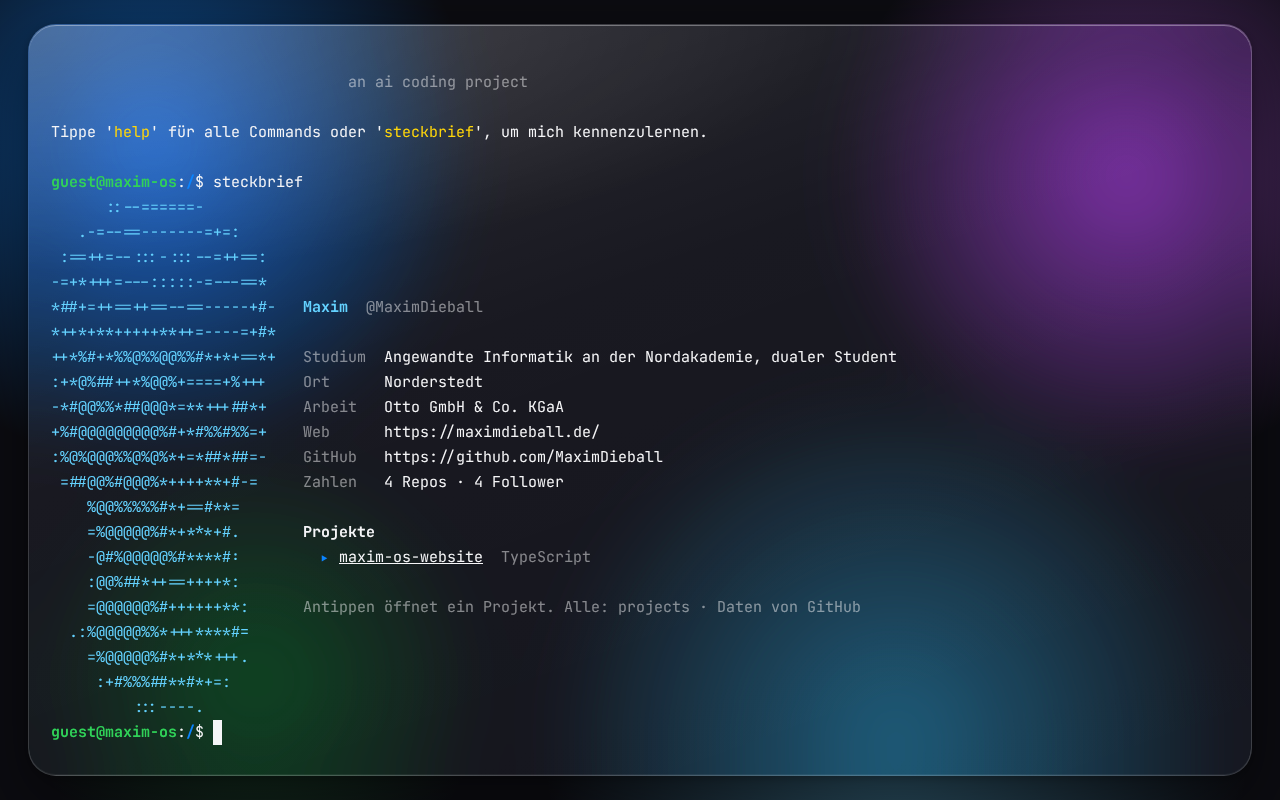 an ai coding project
Tippe 'help' für alle Commands oder 'steckbrief', um mich kennenzulernen.
guest@maxim-os:/$ steckbrief
Maxim @MaximDieball
Studium Angewandte Informatik an der Nordakademie, dualer Student
Ort Norderstedt
Arbeit Otto GmbH & Co. KGaA
Web https://maximdieball.de/
GitHub https://github.com/MaximDieball
Zahlen 4 Repos · 4 Follower
Projekte
▸ maxim-os-website TypeScript
Antippen öffnet ein Projekt. Alle: projects · Daten von GitHub
guest@maxim-os:/$